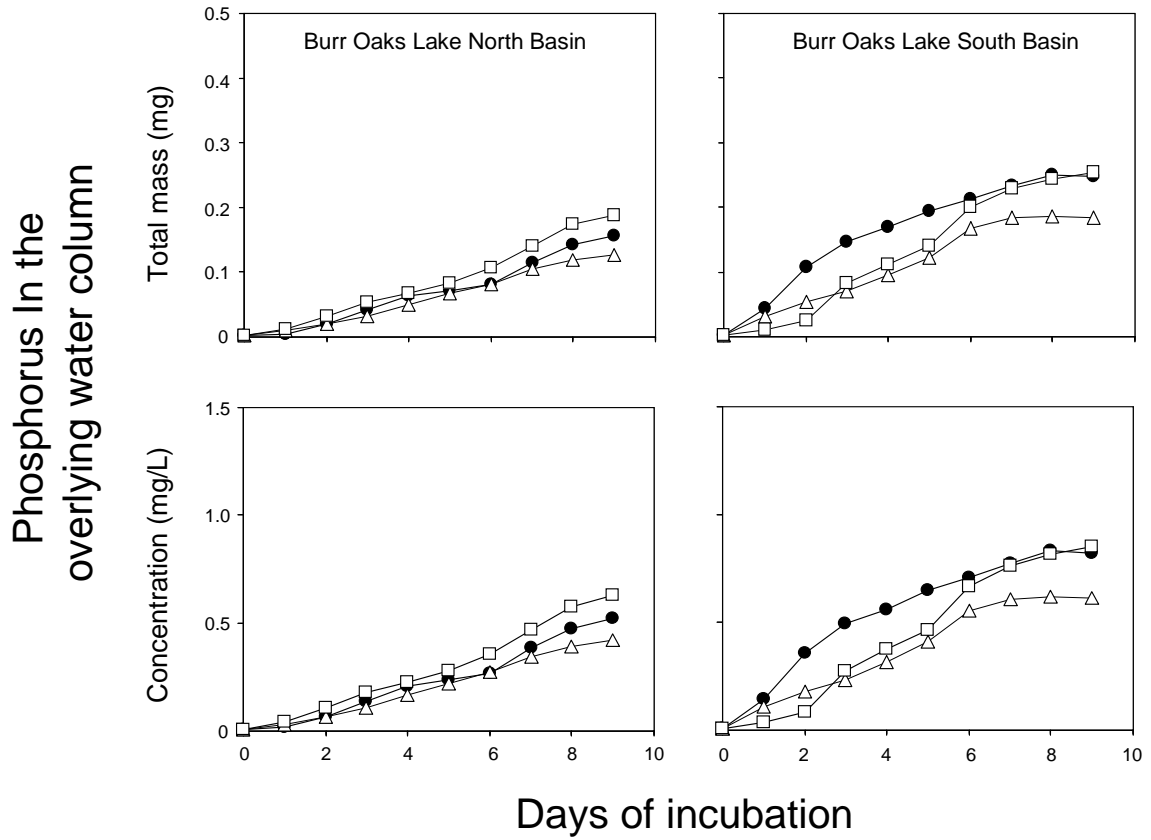 Phosphorus In the
overlying water column
Total mass (mg)
0.5
0.4
0.3
0.2
0.1
0
Burr Oaks Lake North Basin
Burr Oaks Lake South Basin
Concentration (mg/L)
1.5
1.0
0.5
0
0 2 4 6 8 10
0 2 4 6 8 10
Days of incubation